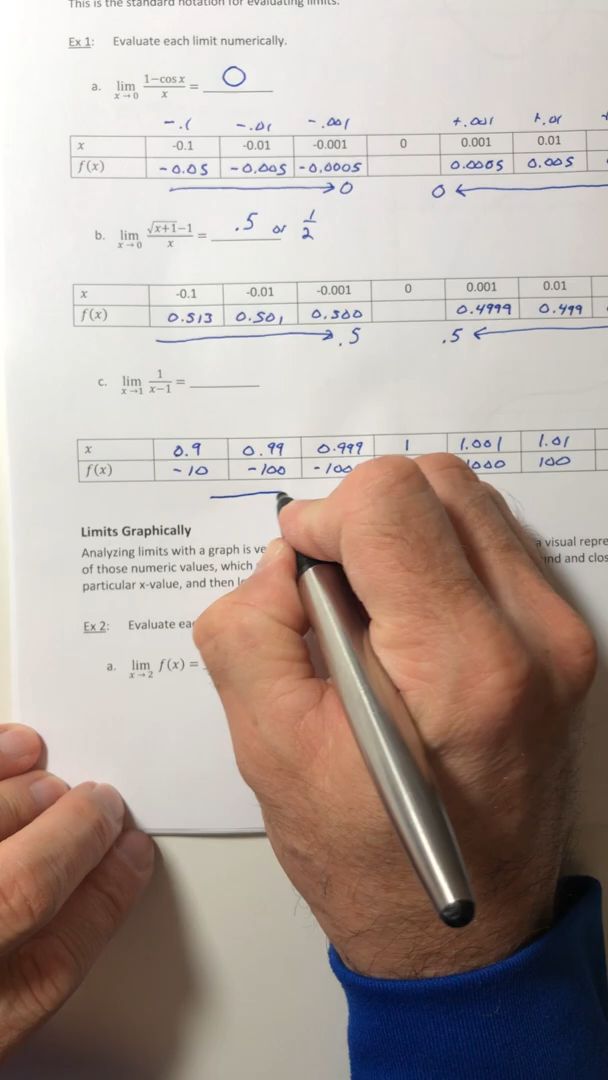 This is the standard notation for evaluating limits.
Ex 1: Evaluate each limit numerically.
a. lim x→0 1−cos x / x = 0
-.1 -.01 -.001 +.001 +.01
x -0.1 -0.01 -0.001 0 0.001 0.01
f(x) -0.05 -0.005 -0.0005 0.0005 0.005
→ 0 0 ←
b. lim x→0 √x+1−1 / x = .5 or 1/2
x -0.1 -0.01 -0.001 0 0.001 0.01
f(x) 0.513 0.501 0.500 0.4999 0.499
→ .5 .5 ←
c. lim x→1 1 / x−1 =
x 0.9 0.99 0.999 1 1.001 1.01
f(x) -10 -100 -100 1000 100
Limits Graphically
Analyzing limits with a graph is a visual
of those numeric values, which and
particular x-value, and then
Ex 2: Evaluate
a. lim x→2 f(x) =